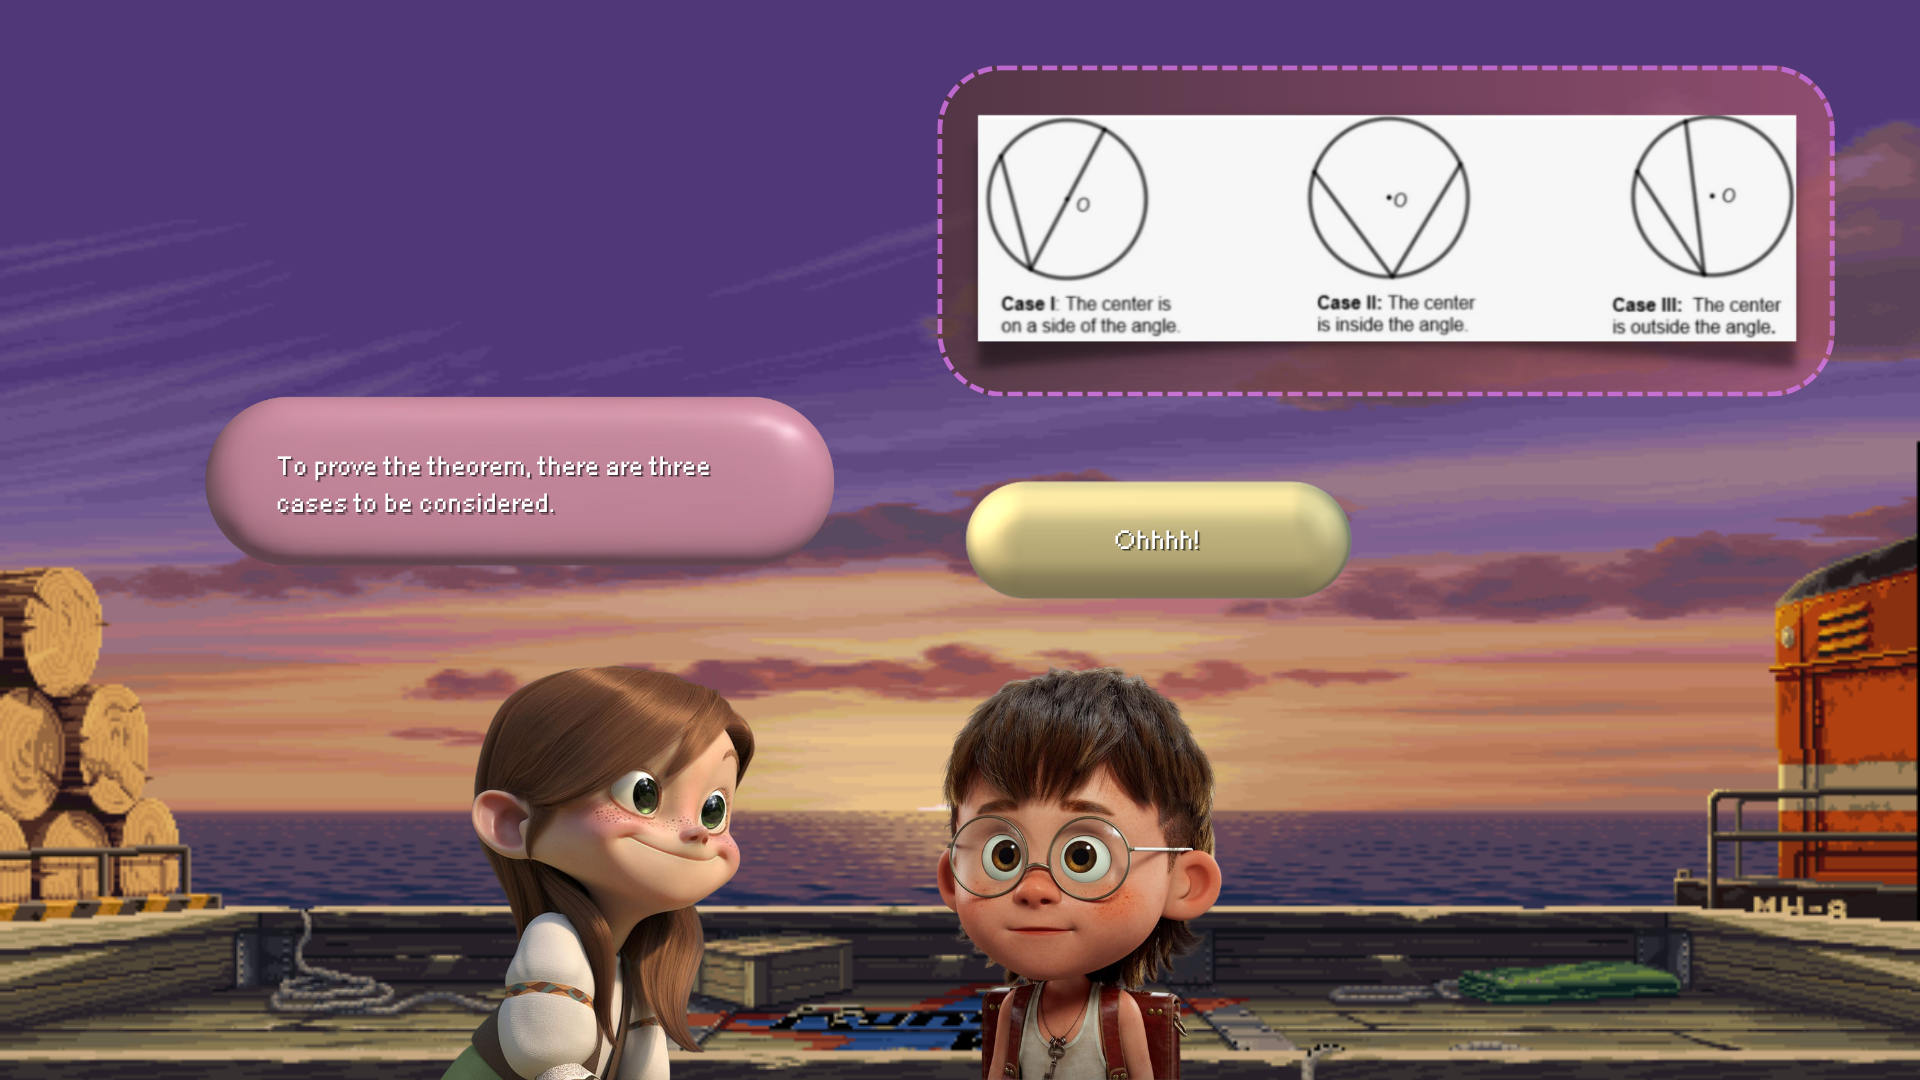 O
Case I: The center is
on a side of the angle.
O
Case II: The center
is inside the angle.
O
Case III: The center
is outside the angle.
To prove the theorem, there are three
cases to be considered.
Ohhhh!
MH-8